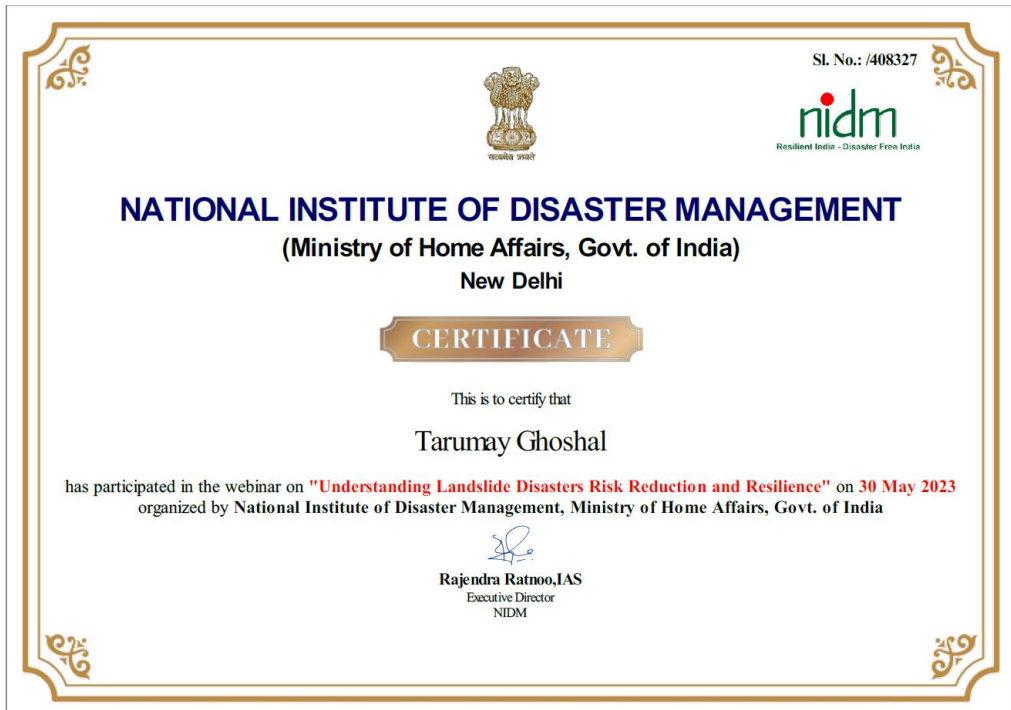 Sl. No.: /408327
सत्यमेव जयते
nidm
Resilient India - Disaster Free India
NATIONAL INSTITUTE OF DISASTER MANAGEMENT
(Ministry of Home Affairs, Govt. of India)
New Delhi
CERTIFICATE
This is to certify that
Tarumay Ghoshal
has participated in the webinar on "Understanding Landslide Disasters Risk Reduction and Resilience" on 30 May 2023
organized by National Institute of Disaster Management, Ministry of Home Affairs, Govt. of India
Rajendra Ratnoo,IAS
Executive Director
NIDM